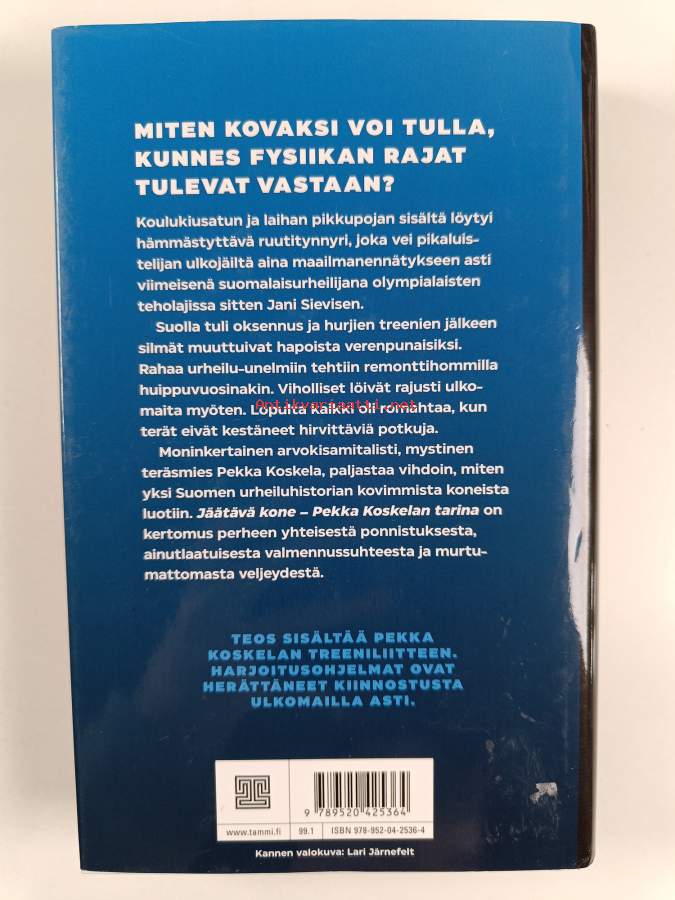 MITEN KOVAKSI VOI TULLA,
KUNNES FYSIIKAN RAJAT
TULEVAT VASTAAN?
Koulukiusatun ja laihan pikkupojan sisältä löytyi
hämmästyttävä ruutitynnyri, joka vei pikaluis-
telijan ulkojäiltä aina maailmanennätykseen asti
viimeisenä suomalaisurheilijana olympialaisten
teholajissa sitten Jani Sievisen.
Suolla tuli oksennus ja hurjien treenien jälkeen
silmät muuttuivat hapoista verenpunaisiksi.
Rahaa urheilu-unelmiin tehtiin remonttihommilla
huippuvuosinakin. Viholliset löivät rajusti ulko-
maita myöten. Lopulta kaikki oli romahtaa, kun
Antikvariaatti.net
terät eivät kestäneet hirvittäviä potkuja.
Moninkertainen arvokisamitalisti, mystinen
teräsmies Pekka Koskela, paljastaa vihdoin, miten
yksi Suomen urheiluhistorian kovimmista koneista
luotiin. Jäätävä kone – Pekka Koskelan tarina on
kertomus perheen yhteisestä ponnistuksesta,
ainutlaatuisesta valmennussuhteesta ja murtu-
mattomasta veljeydestä.
TEOS SISÄLTÄÄ PEKKA
KOSKELAN TREENILIITTEEN.
HARJOITUSOHJELMAT OVAT
HERÄTTÄNEET KIINNOSTUSTA
ULKOMAILLA ASTI.
9 789520 425364
www.tammi.fi 99.1 ISBN 978-952-04-2536-4
Kannen valokuva: Lari Järnefelt